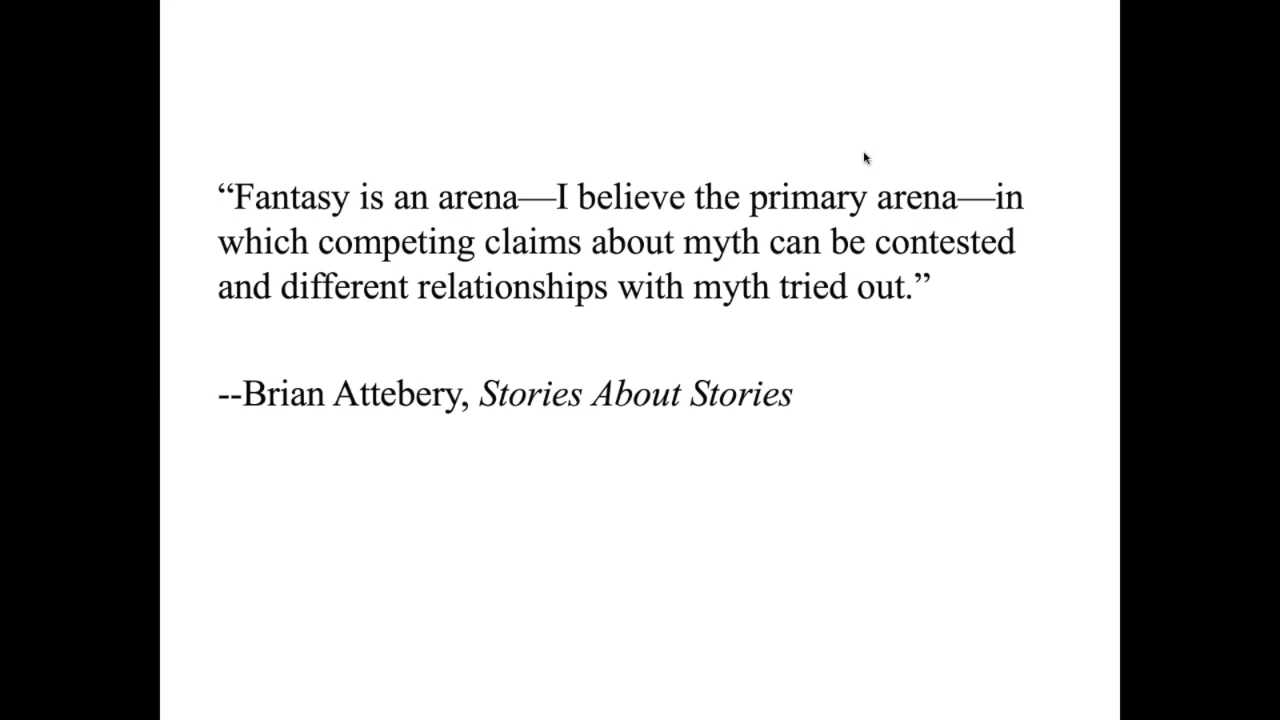 “Fantasy is an arena—I believe the primary arena—in
which competing claims about myth can be contested
and different relationships with myth tried out.”
--Brian Attebery, Stories About Stories